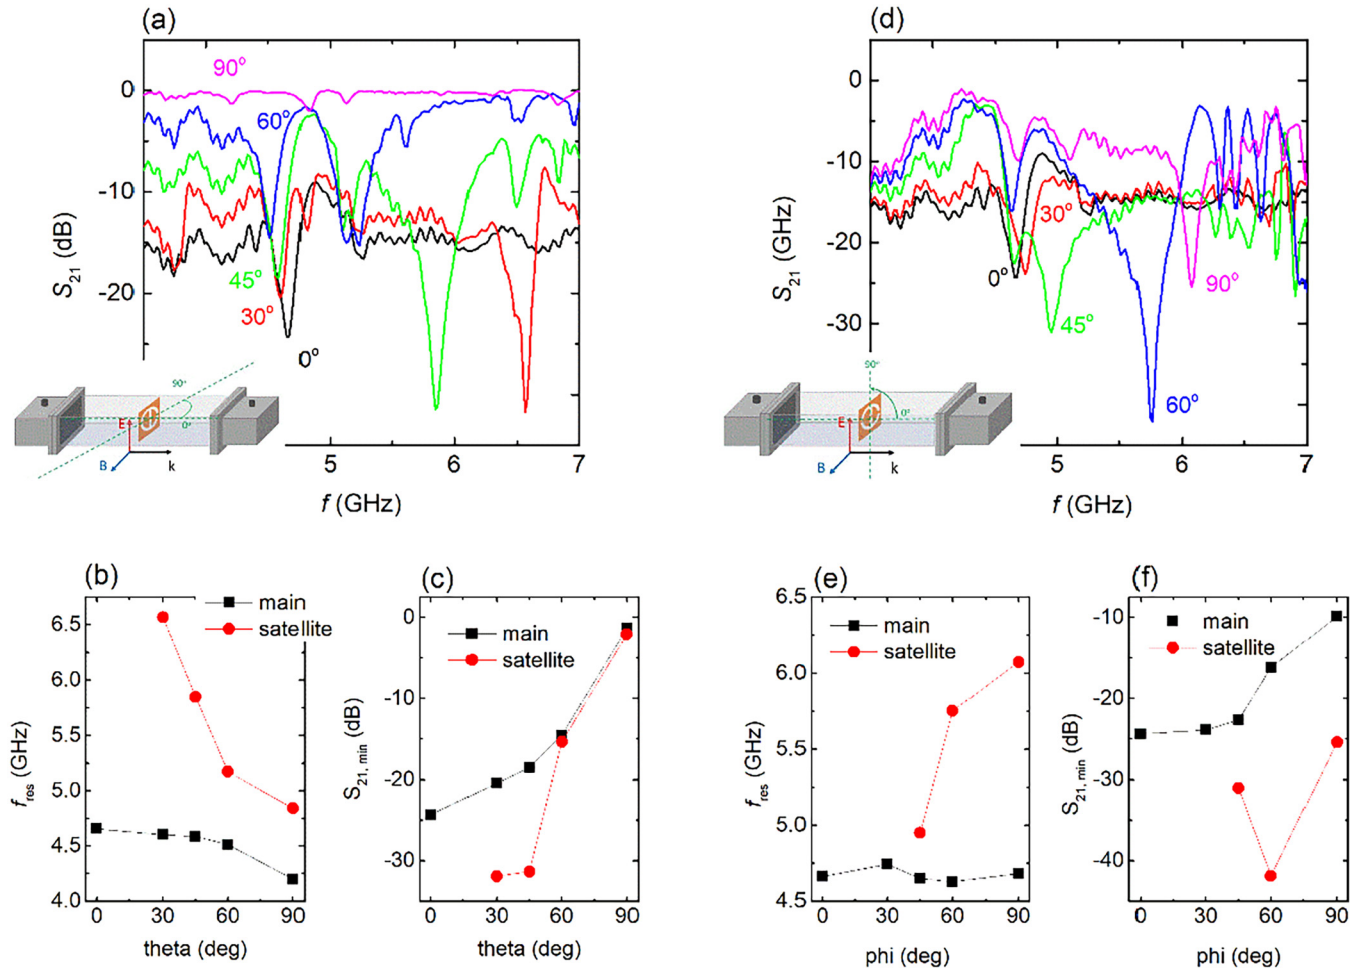 (a)
90°
60°
45°
30°
0°
0
-10
-20
S21 (dB)
5
6
7
f (GHz)
90°
0°
E
B
k
(d)
0
-10
-20
-30
S21 (GHz)
0°
30°
45°
90°
60°
5
6
7
f (GHz)
90°
0°
E
B
k
(b)
main
satellite
6.5
6.0
5.5
5.0
4.5
4.0
fres (GHz)
0 30 60 90
theta (deg)
(c)
main
satellite
0
-10
-20
-30
S21, min (dB)
0 30 60 90
theta (deg)
(e)
main
satellite
6.5
6.0
5.5
5.0
4.5
fres (GHz)
0 30 60 90
phi (deg)
(f)
main
satellite
-10
-20
-30
-40
S21, min (dB)
0 30 60 90
phi (deg)